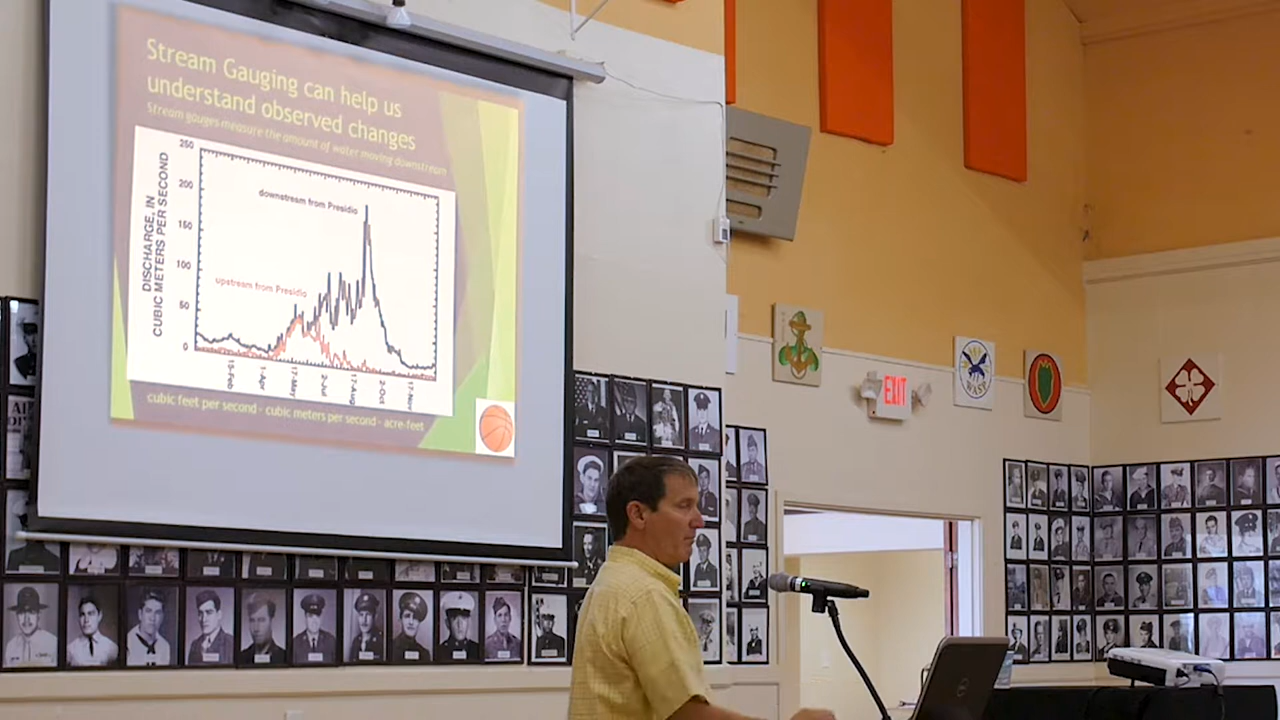 Stream Gauging can help us
understand observed changes
Stream gauges measure the amount of water moving downstream
250
200
150
100
50
0
DISCHARGE, IN
CUBIC METERS PER SECOND
downstream from Presidio
upstream from Presidio
15-Feb
1-Apr
17-May
2-Jul
17-Aug
2-Oct
17-Nov
cubic feet per second - cubic meters per second - acre-feet
EXIT
WASP
DELL